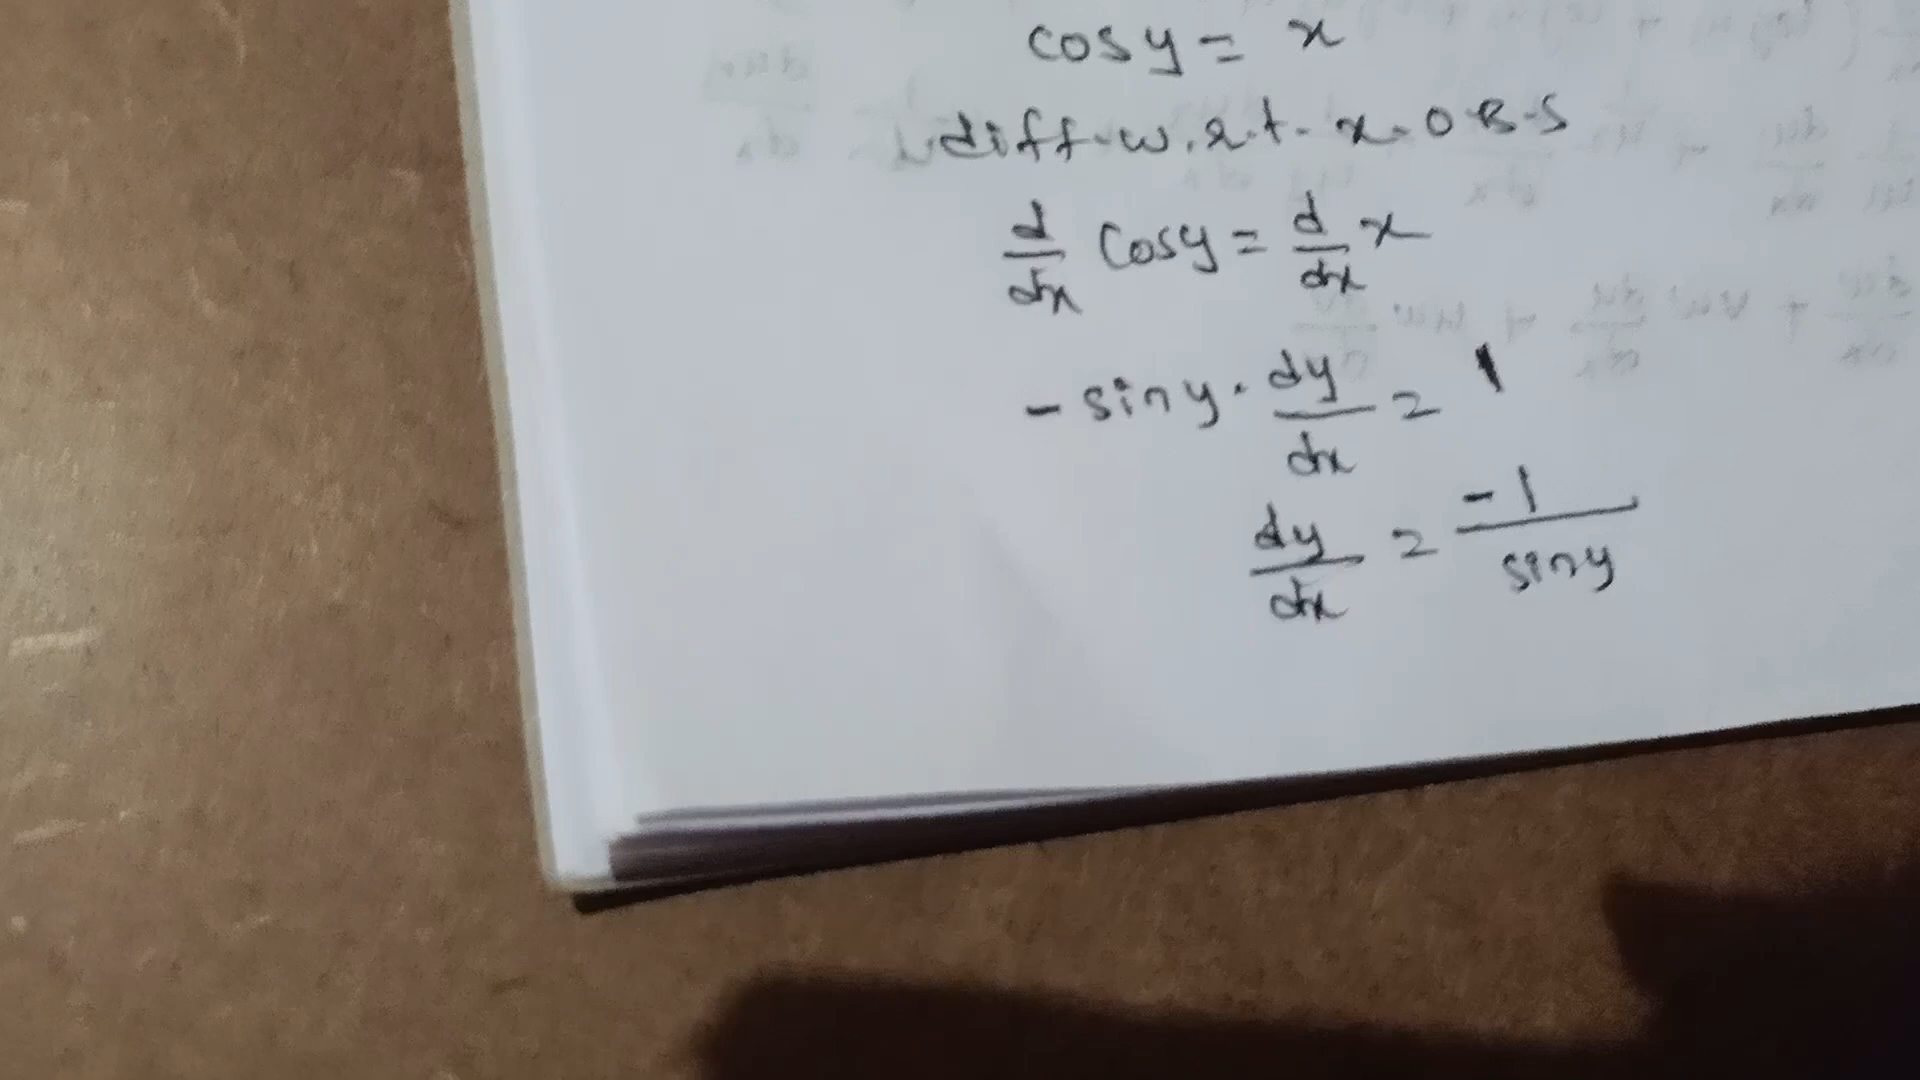 cosy = x
diff. w.r.t. x. O.B.S
d/dx Cosy = d/dx x
- siny . dy/dx = 1
dy/dx = -1/siny